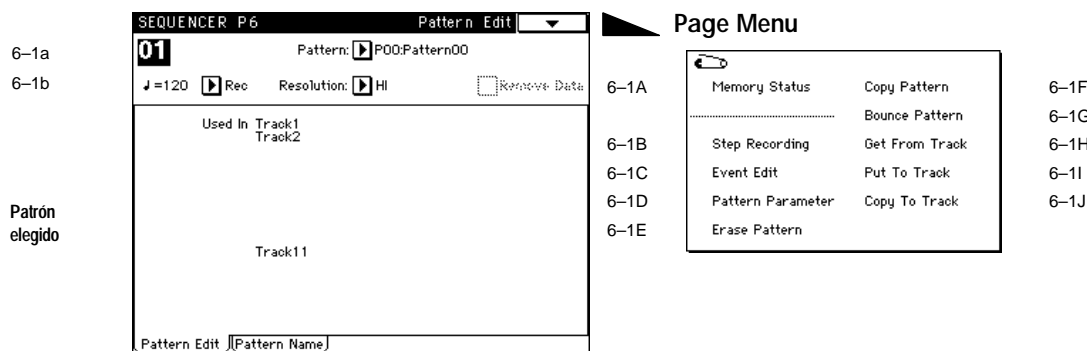 SEQUENCER P6 Pattern Edit
6–1a
01 Pattern: P00:Pattern00
6–1b
♩=120 Rec Resolution: HI Remove Data
Used In Track1
Track2
Patrón
elegido
Track11
Pattern Edit Pattern Name
Page Menu
6–1A Memory Status Copy Pattern 6–1F
Bounce Pattern 6–1G
6–1B Step Recording Get From Track 6–1H
6–1C Event Edit Put To Track 6–1I
6–1D Pattern Parameter Copy To Track 6–1J
6–1E Erase Pattern